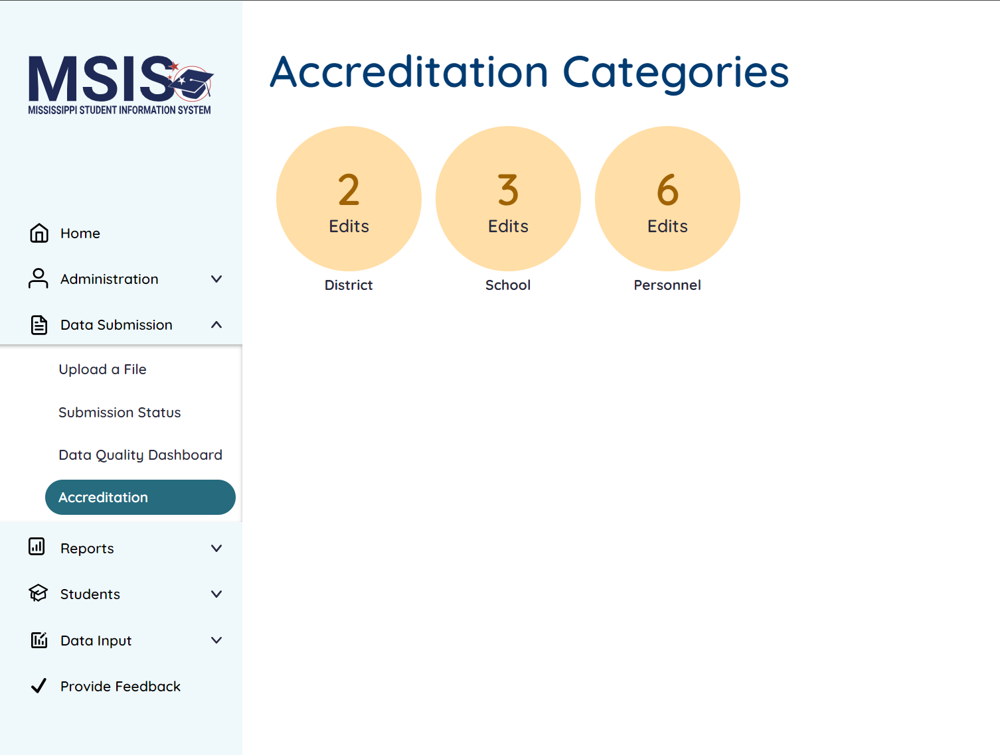 MSIS
MISSISSIPPI STUDENT INFORMATION SYSTEM
Home
Administration
Data Submission
Upload a File
Submission Status
Data Quality Dashboard
Accreditation
Reports
Students
Data Input
Provide Feedback
Accreditation Categories
2
Edits
District
3
Edits
School
6
Edits
Personnel